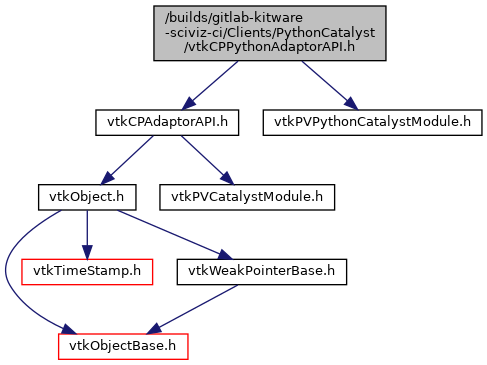 /builds/gitlab-kitware
-sciviz-ci/Clients/PythonCatalyst
/vtkCPPythonAdaptorAPI.h
vtkCPAdaptorAPI.h
vtkPVPythonCatalystModule.h
vtkObject.h
vtkPVCatalystModule.h
vtkTimeStamp.h
vtkWeakPointerBase.h
vtkObjectBase.h